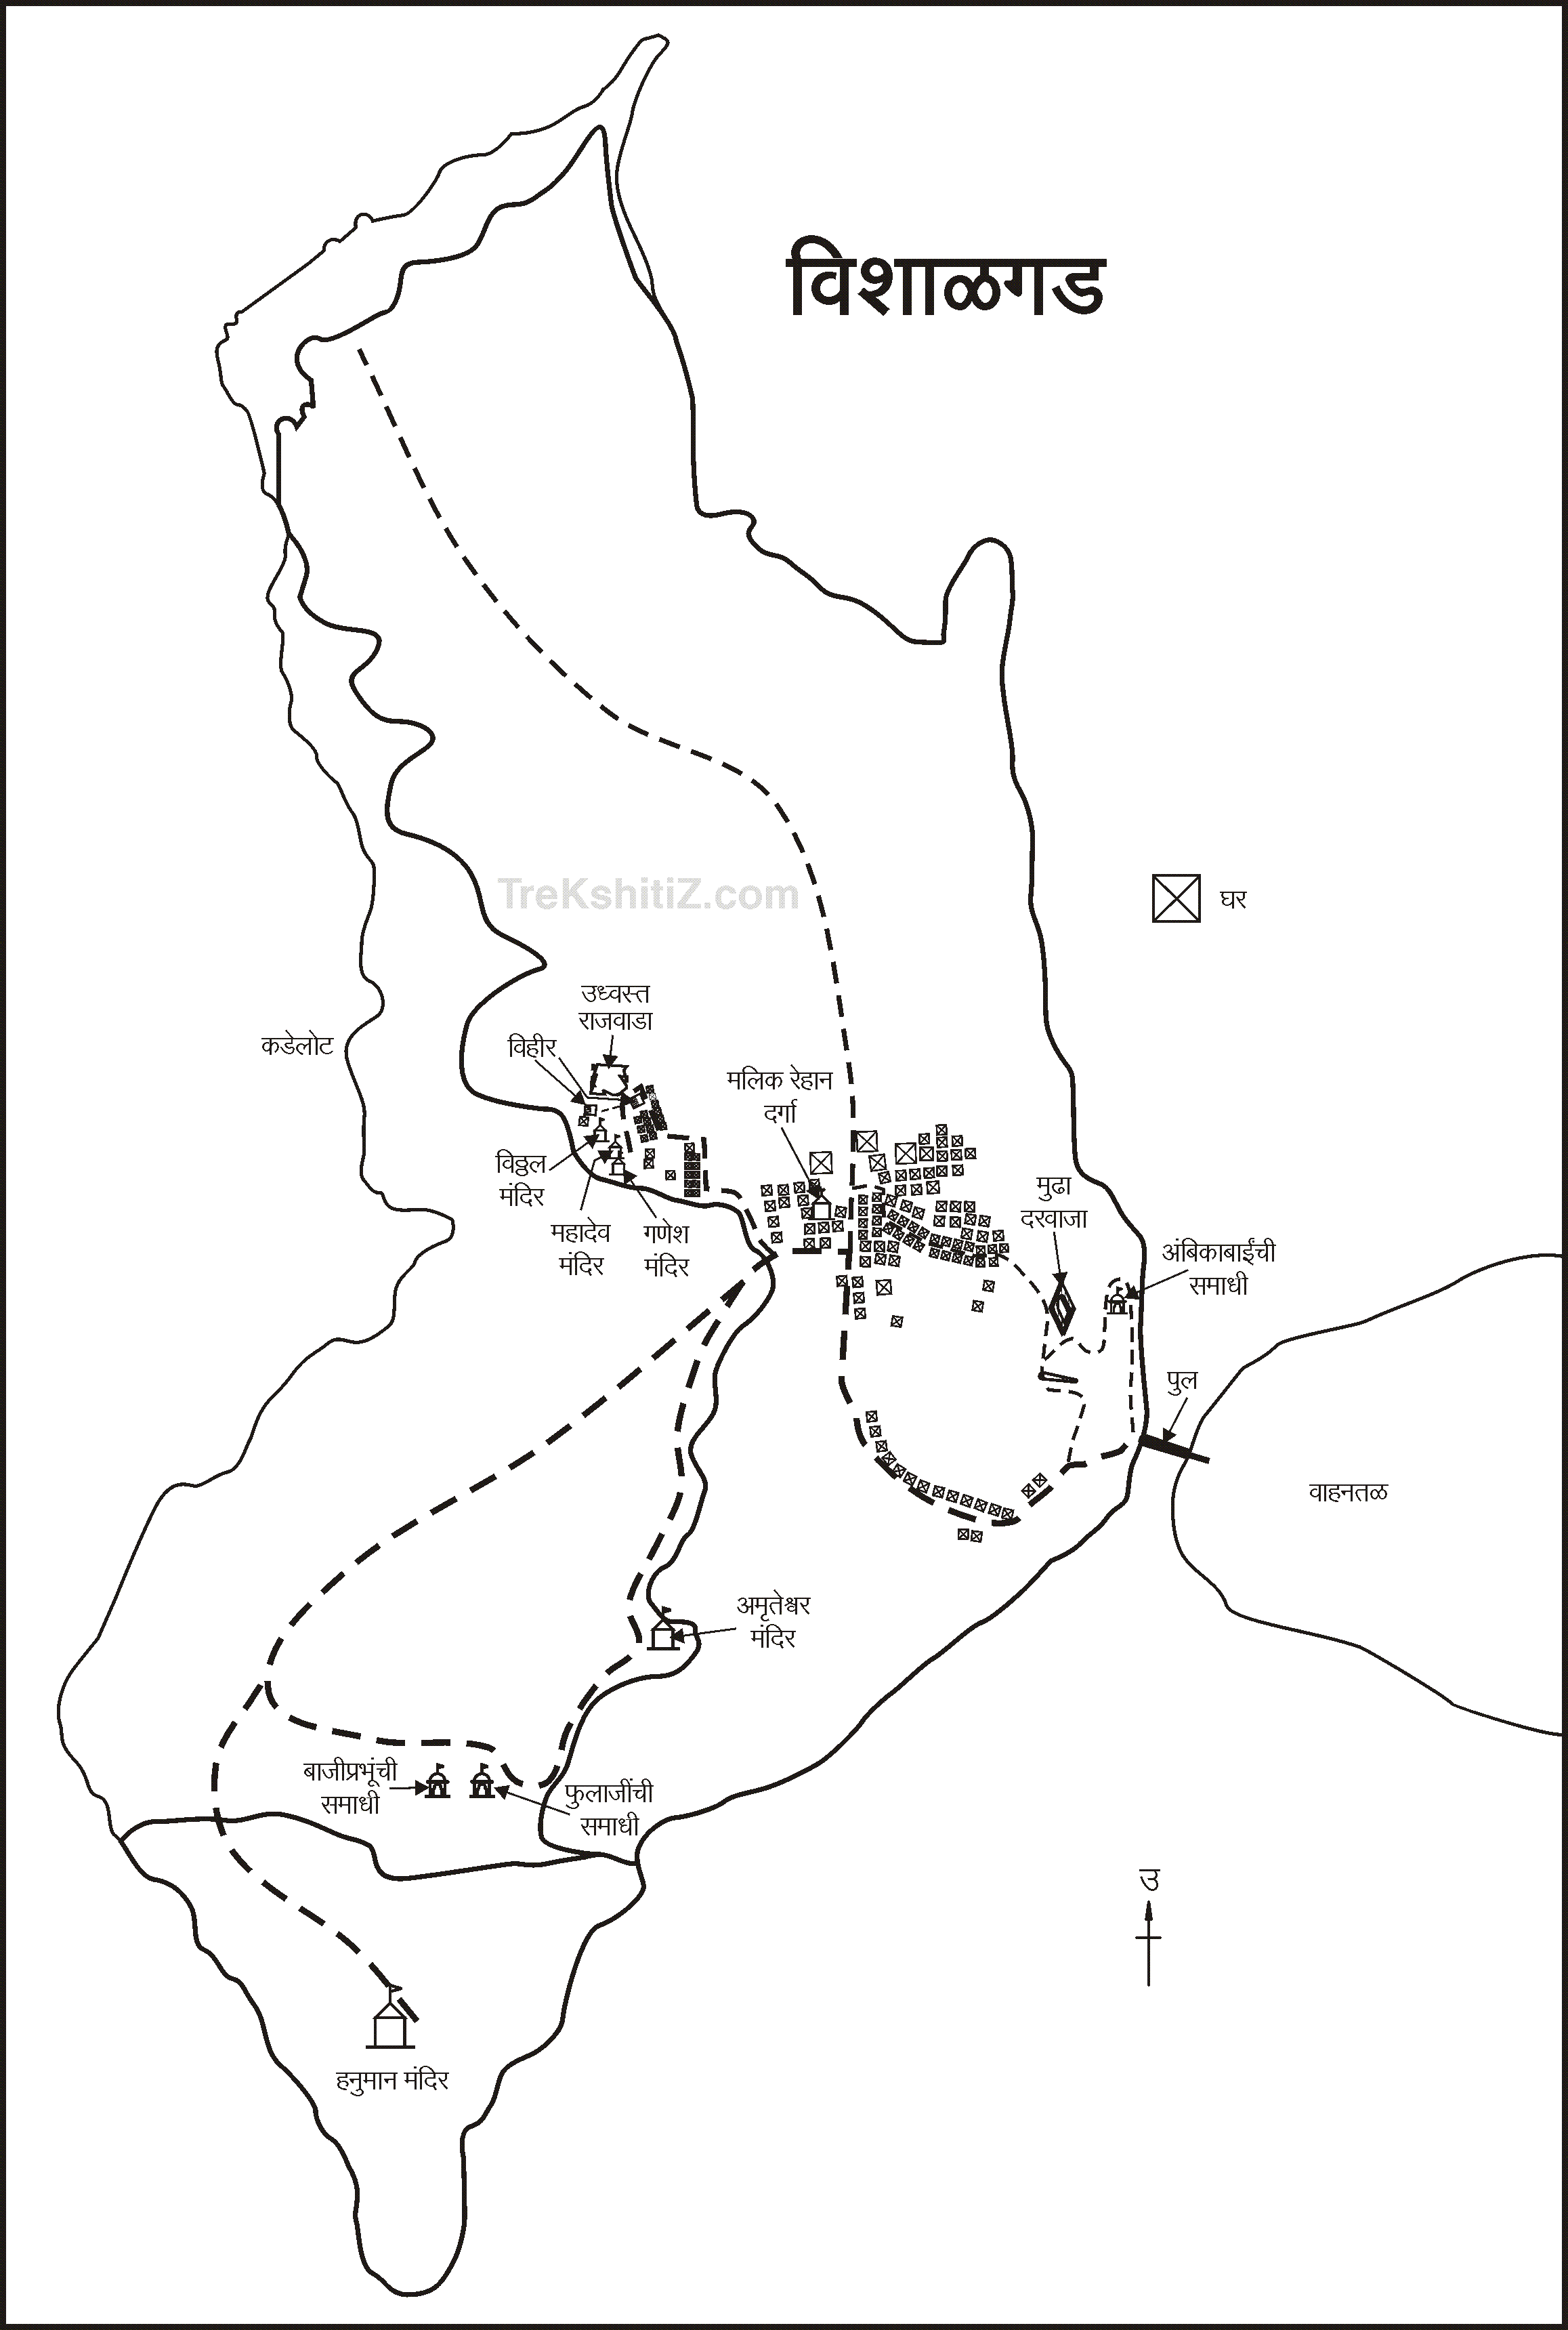 विशाळगड
TreKshitiZ.com
घर
उध्वस्त
राजवाडा
विहीर
कडेलोट
मलिक रेहान
दर्गा
विठ्ठल
मंदिर
महादेव
मंदिर
गणेश
मंदिर
मुढा
दरवाजा
अंबिकाबाईंची
समाधी
पुल
वाहनतळ
अमृतेश्वर
मंदिर
बाजीप्रभूंची
समाधी
फुलाजींची
समाधी
उ
हनुमान मंदिर